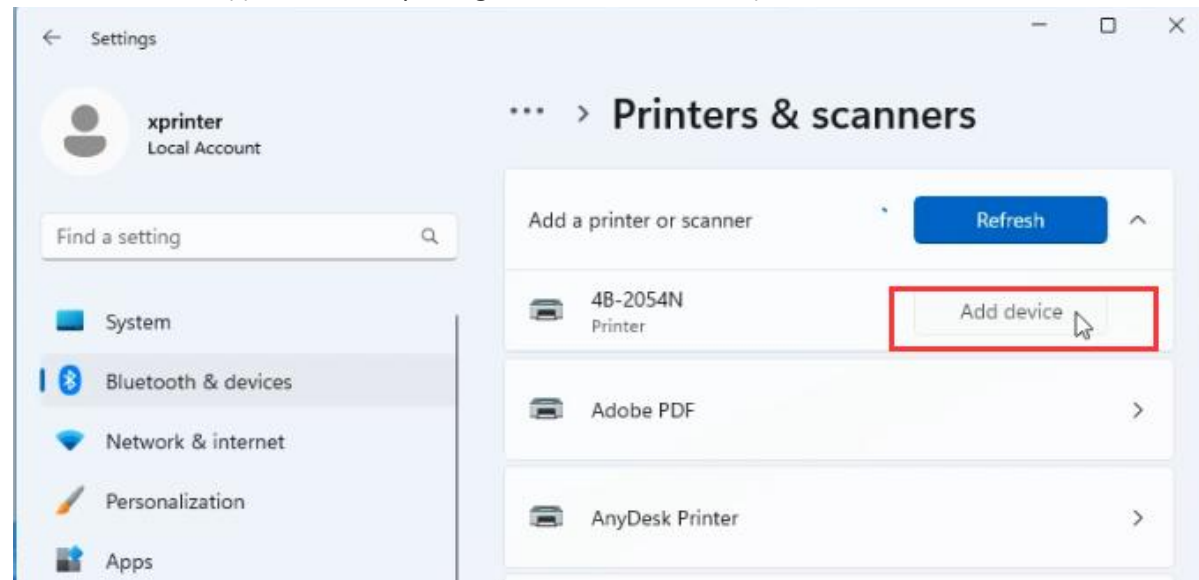 Settings
xprinter
Local Account
Find a setting
System
Bluetooth & devices
Network & internet
Personalization
Apps
··· > Printers & scanners
Add a printer or scanner
Refresh
4B-2054N
Printer
Add device
Adobe PDF
AnyDesk Printer